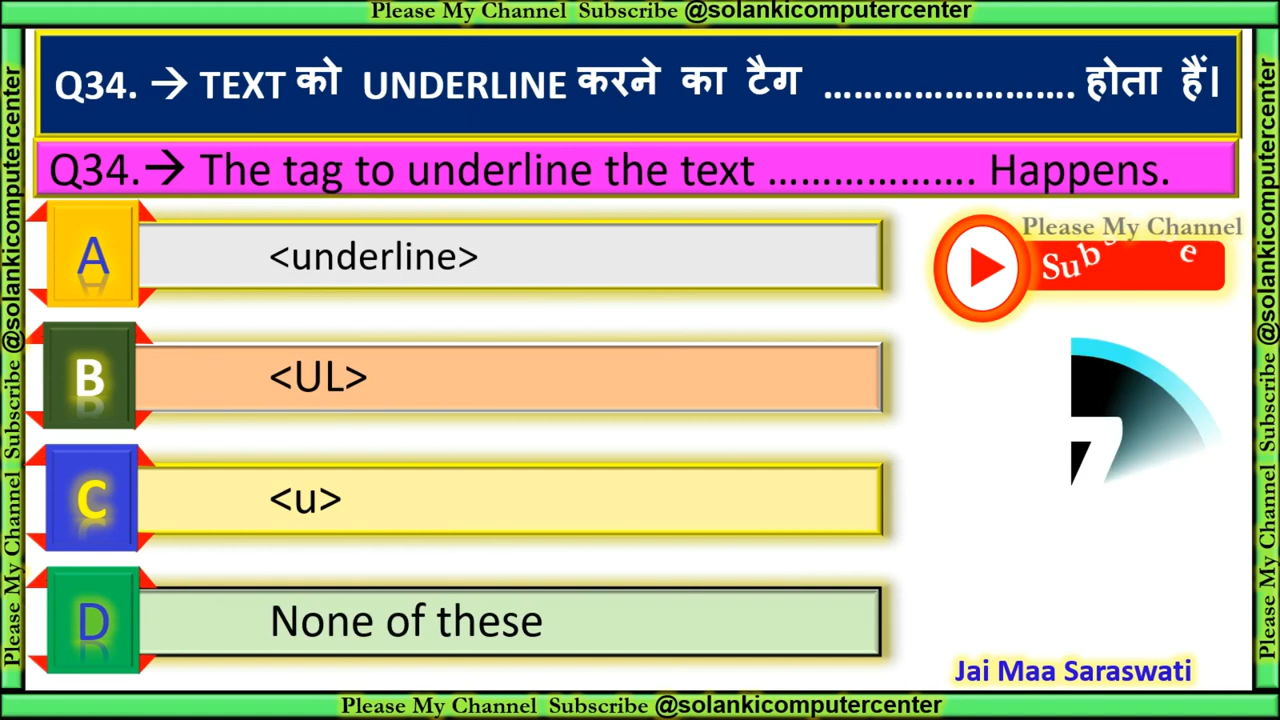 Please My Channel Subscribe @solankicomputercenter
Q34. → TEXT को UNDERLINE करने का टैग ......................... होता हैं।
Q34.→ The tag to underline the text ................... Happens.
A <underline>
Please My Channel
B <UL>
7
C <u>
D None of these
Jai Maa Saraswati
Please My Channel Subscribe @solankicomputercenter
Please My Channel Subscribe @solankicomputercenter
Please My Channel Subscribe @solankicomputercenter